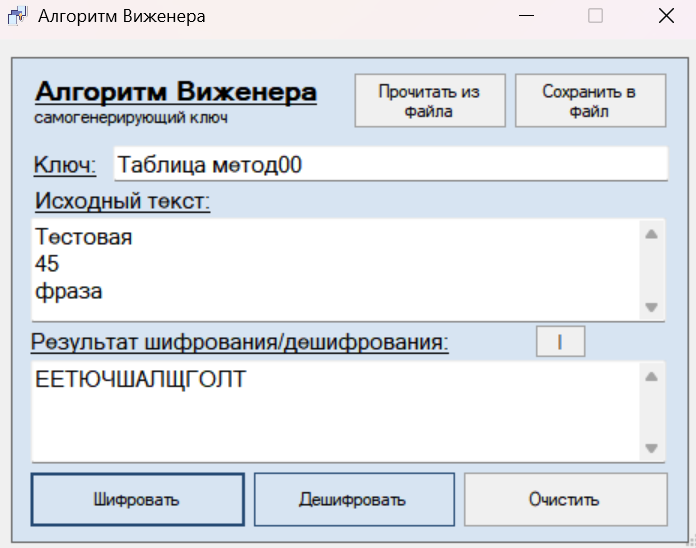 Алгоритм Виженера
Алгоритм Виженера
самогенерирующий ключ
Прочитать из
файла
Сохранить в
файл
Ключ:
Таблица метод00
Исходный текст:
Тестовая
45
фраза
Результат шифрования/дешифрования:
ЕЕТЮЧШАЛЩГОЛТ
Шифровать
Дешифровать
Очистить